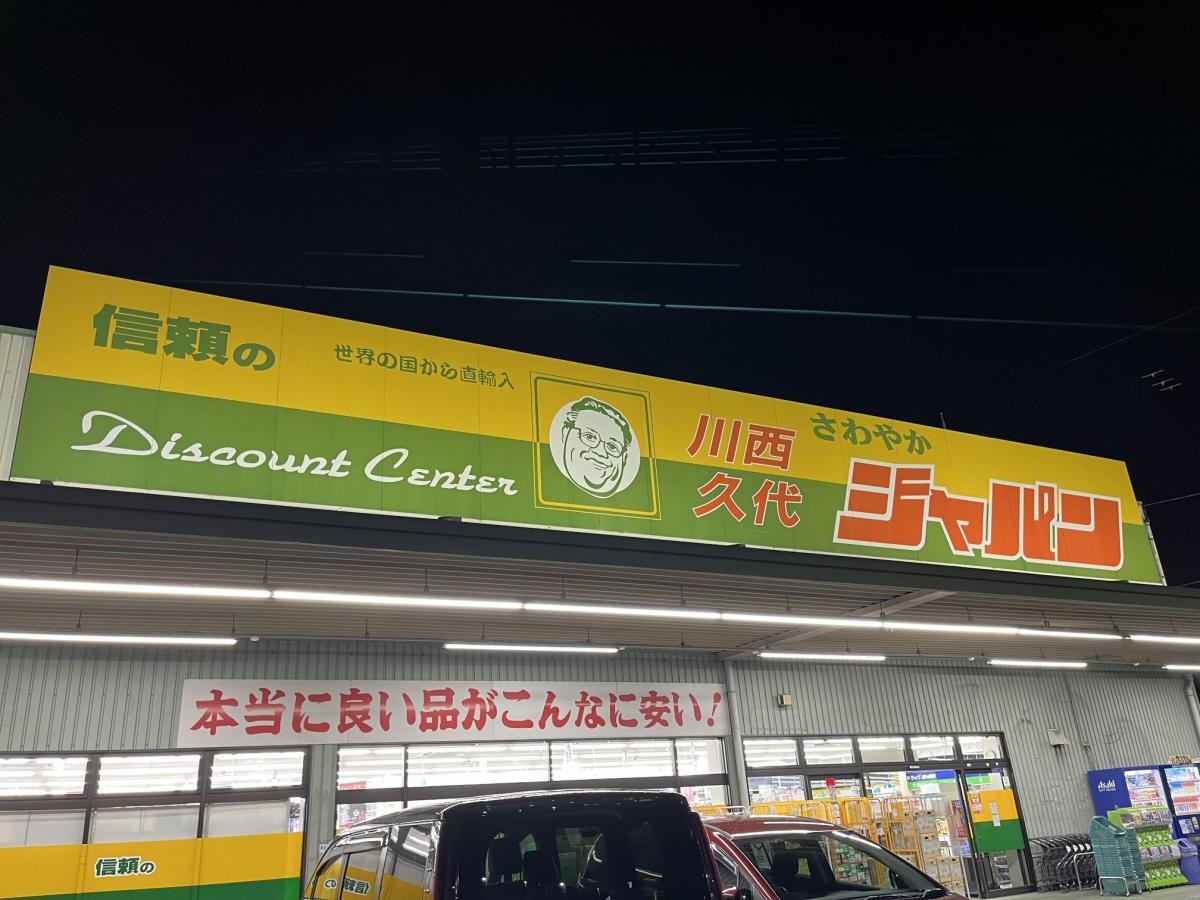 信頼の
世界の国から直輸入
Discount Center
川西
久代
さわやか
ジャパン
本当に良い品がこんなに安い!
信頼の
Asahi